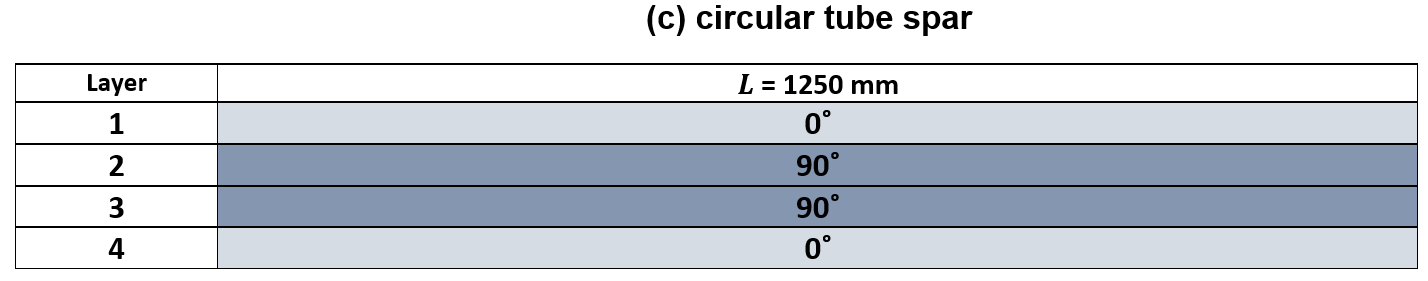 (c) circular tube spar
Layer L = 1250 mm
1 0˚
2 90˚
3 90˚
4 0˚